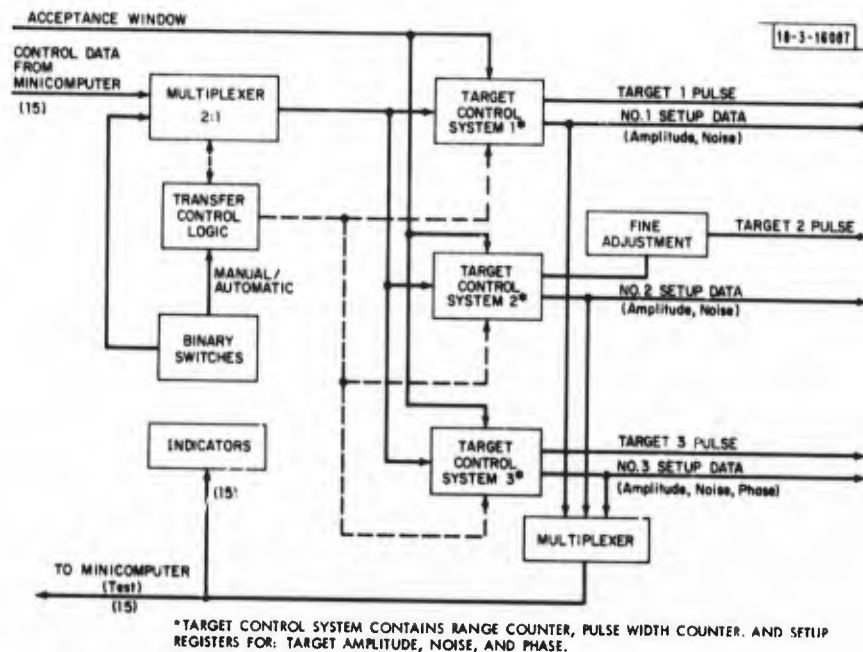 ACCEPTANCE WINDOW
18-3-16087
CONTROL DATA
FROM
MINICOMPUTER
(15)
MULTIPLEXER
2:1
TARGET
CONTROL
SYSTEM 1*
TARGET 1 PULSE
NO.1 SETUP DATA
(Amplitude, Noise)
TRANSFER
CONTROL
LOGIC
FINE
ADJUSTMENT
TARGET 2 PULSE
MANUAL/
AUTOMATIC
TARGET
CONTROL
SYSTEM 2*
NO.2 SETUP DATA
(Amplitude, Noise)
BINARY
SWITCHES
INDICATORS
(15)
TARGET
CONTROL
SYSTEM 3*
TARGET 3 PULSE
NO.3 SETUP DATA
(Amplitude, Noise, Phase)
MULTIPLEXER
TO MINICOMPUTER
(Test)
(15)
*TARGET CONTROL SYSTEM CONTAINS RANGE COUNTER, PULSE WIDTH COUNTER. AND SETUP
REGISTERS FOR: TARGET AMPLITUDE, NOISE, AND PHASE.